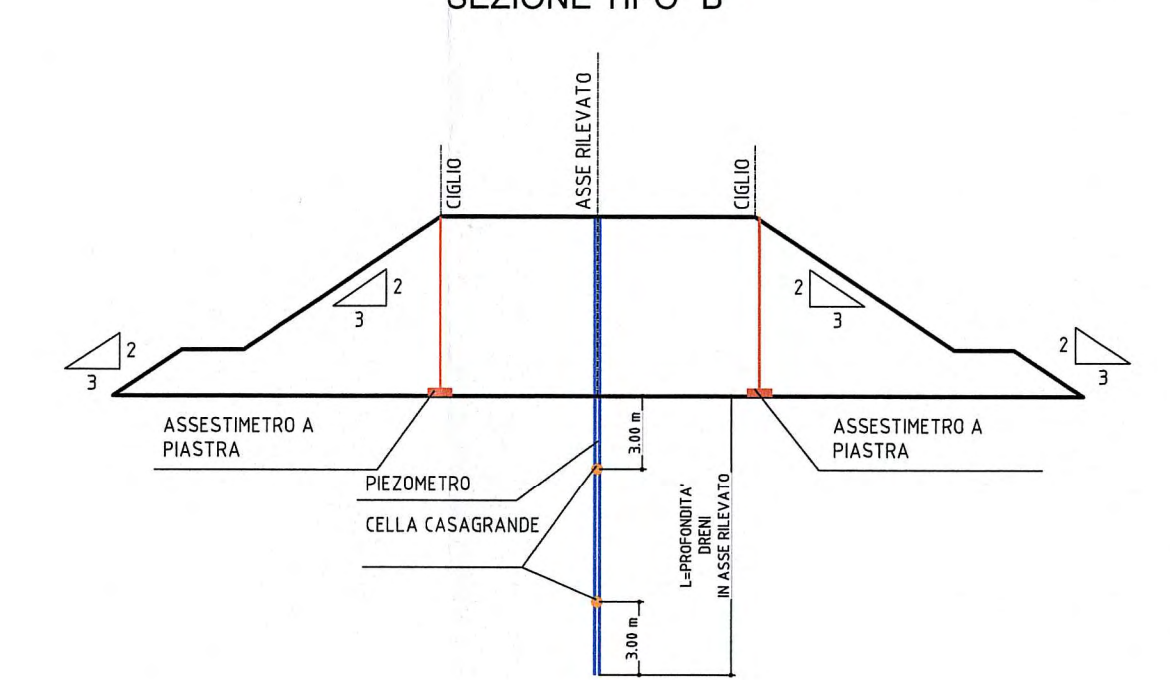 SEZIONE TIPO "B"
CIGLIO
ASSE RILEVATO
CIGLIO
2
3
2
3
2
3
2
3
ASSESTIMETRO A
PIASTRA
ASSESTIMETRO A
PIASTRA
3.00 m
PIEZOMETRO
CELLA CASAGRANDE
L=PROFONDITA'
DRENI
IN ASSE RILEVATO
3.00 m